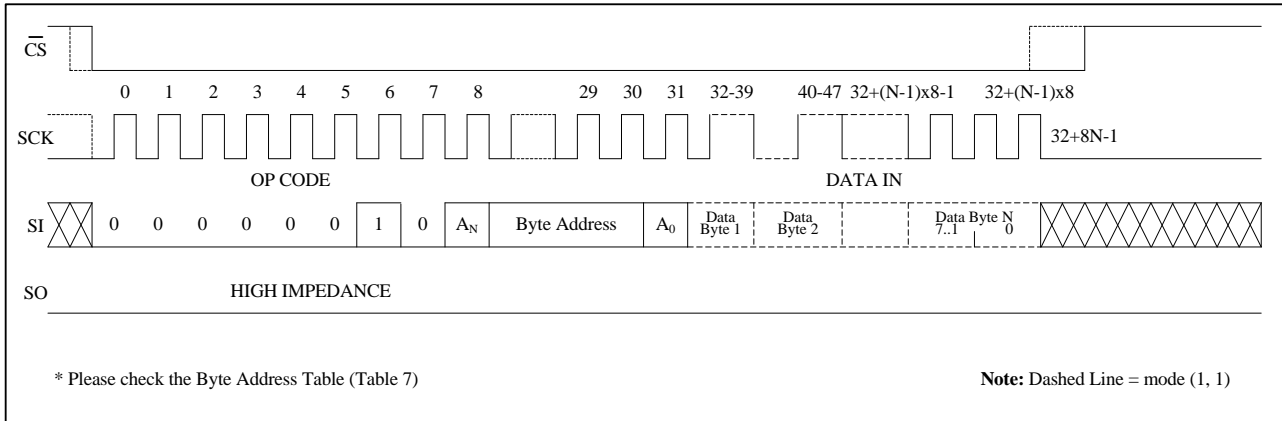 CS
0 1 2 3 4 5 6 7 8 29 30 31 32-39 40-47 32+(N-1)x8-1 32+(N-1)x8
SCK 32+8N-1
OP CODE DATA IN
SI 0 0 0 0 0 0 1 0 AN Byte Address A0 Data Byte 1 Data Byte 2 Data Byte N 7..1 0
SO HIGH IMPEDANCE
* Please check the Byte Address Table (Table 7) Note: Dashed Line = mode (1, 1)